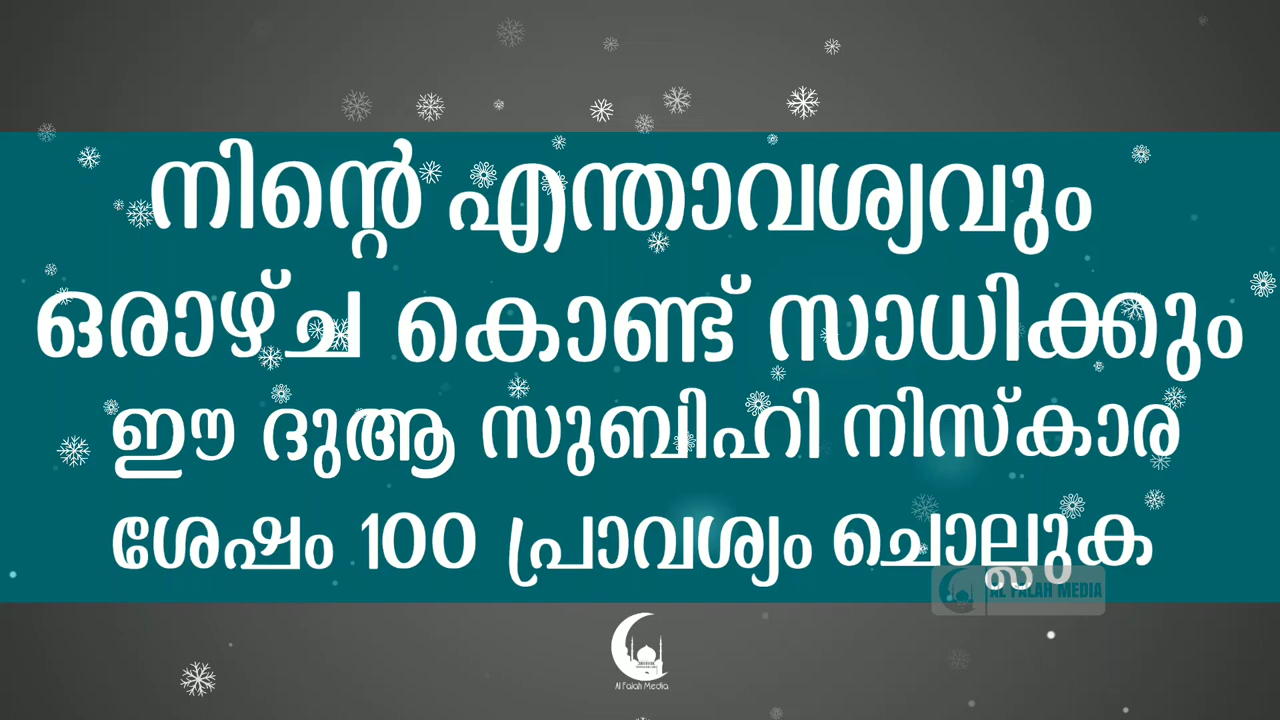 നിന്റെ എന്താവശ്യവും
ഒരാഴ്ച കൊണ്ട് സാധിക്കും
ഈ ദുആ സുബിഹി നിസ്കാര
ശേഷം 100 പ്രാവശ്യം ചൊല്ലുക
AL FALAH MEDIA
Al Falah Media